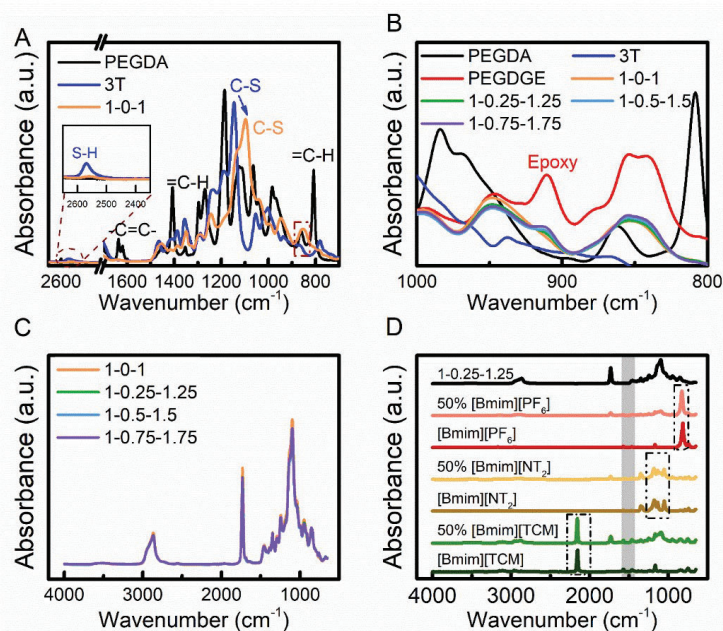 A
Absorbance (a.u.)
PEGDA
3T
1-0-1
S-H
2600 2400
-C=C-
=C-H
C-S
C-S
=C-H
2600 1600 1400 1200 1000 800
Wavenumber (cm-1)
B
Absorbance (a.u.)
PEGDA 3T
PEGDGE 1-0-1
1-0.25-1.25 1-0.5-1.5
1-0.75-1.75
Epoxy
1000 900 800
Wavenumber (cm-1)
C
Absorbance (a.u.)
1-0-1
1-0.25-1.25
1-0.5-1.5
1-0.75-1.75
4000 3000 2000 1000
Wavenumber (cm-1)
D
Absorbance (a.u.)
1-0.25-1.25
50% [Bmim][PF6]
[Bmim][PF6]
50% [Bmim][NT2]
[Bmim][NT2]
50% [Bmim][TCM]
[Bmim][TCM]
4000 3000 2000 1000
Wavenumber (cm-1)